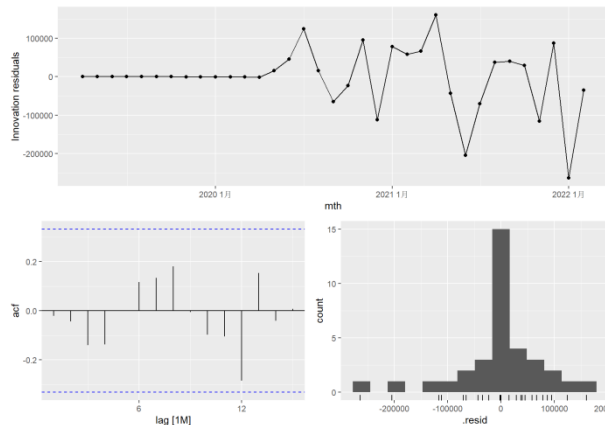 100000
0
-100000
-200000
Innovation residuals
2020 1月
2021 1月
2022 1月
mth
0.2
0.0
-0.2
acf
6
12
lag [1M]
15
10
5
0
count
-200000
-100000
0
100000
200
.resid